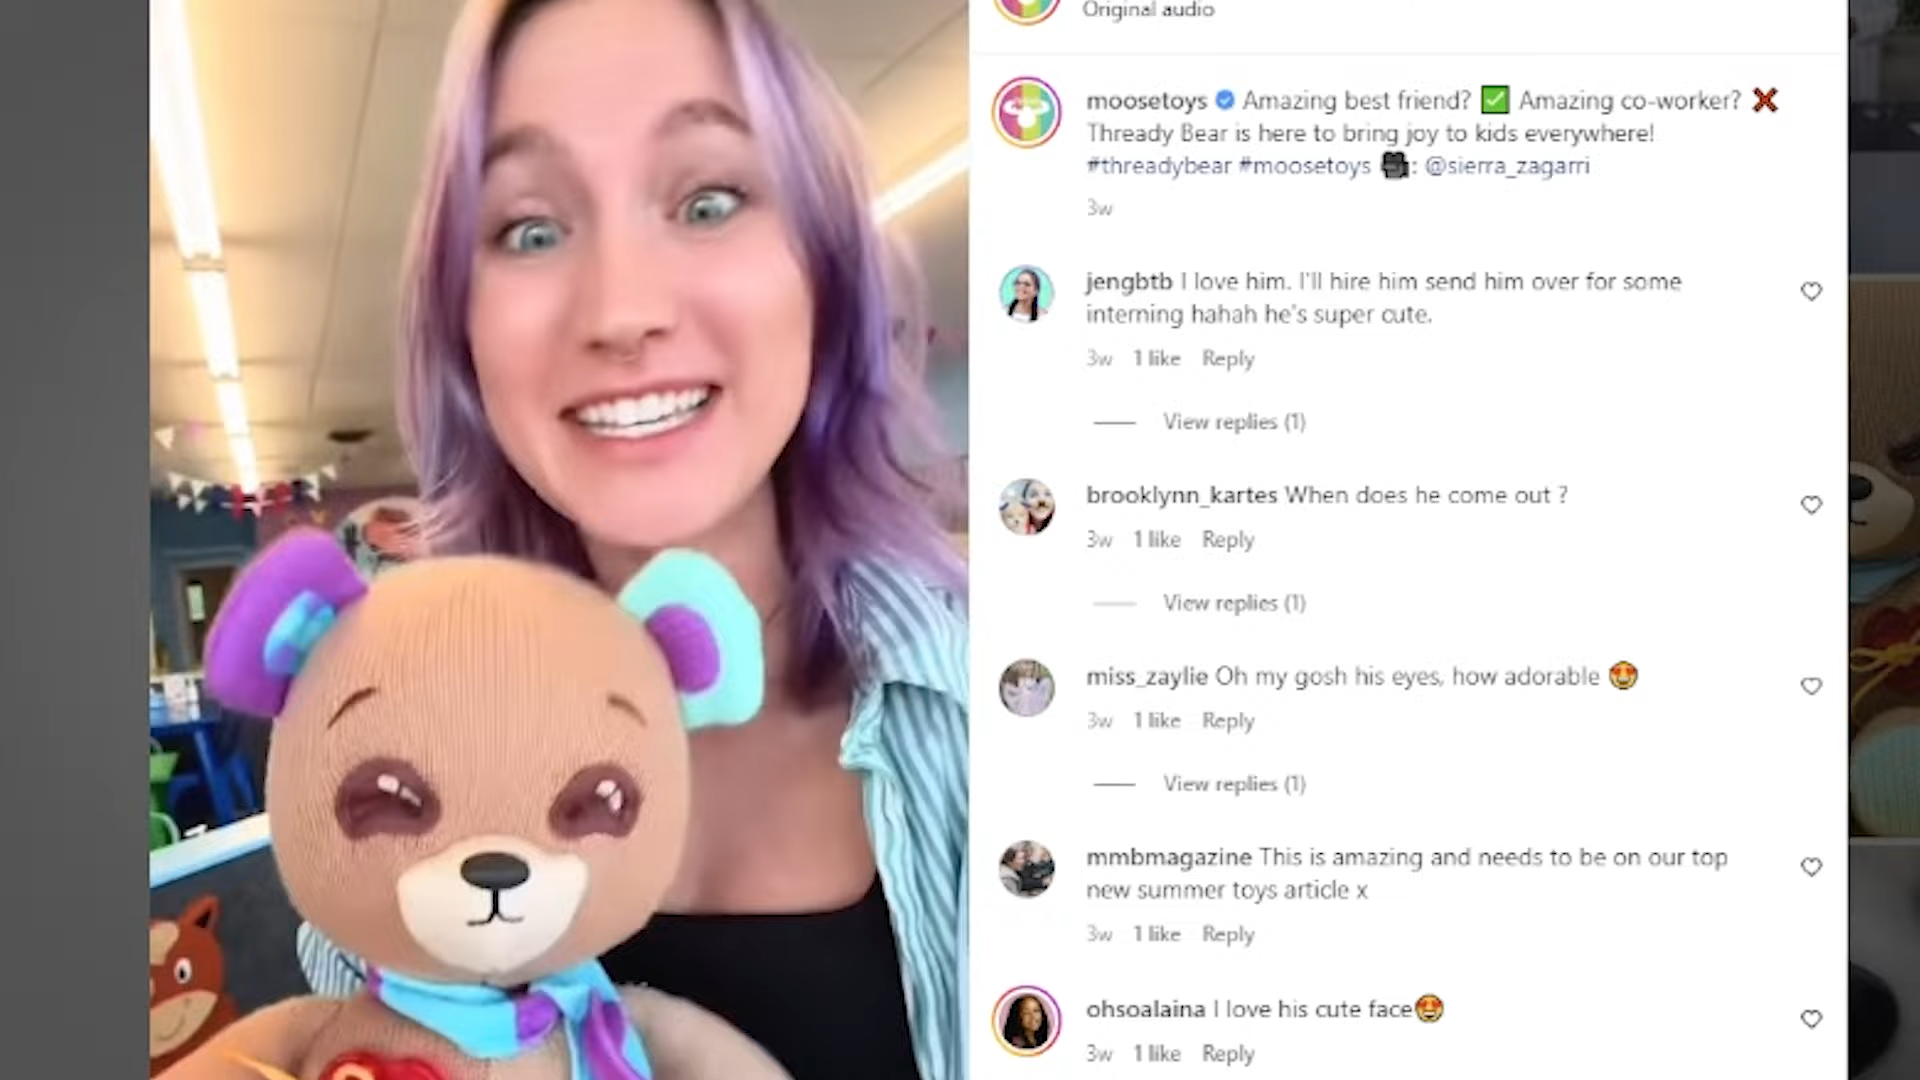 Original audio
moosetoys Amazing best friend? ✅ Amazing co-worker? ❌
Thready Bear is here to bring joy to kids everywhere!
#threadybear #moosetoys 🎥: @sierra_zagarri
3w
jengbtb I love him. I'll hire him send him over for some
interning hahah he's super cute.
3w 1 like Reply
View replies (1)
brooklynn_kartes When does he come out ?
3w 1 like Reply
View replies (1)
miss_zaylie Oh my gosh his eyes, how adorable 🤩
3w 1 like Reply
View replies (1)
mmbmagazine This is amazing and needs to be on our top
new summer toys article x
3w 1 like Reply
ohsoalaina I love his cute face🤩
3w 1 like Reply